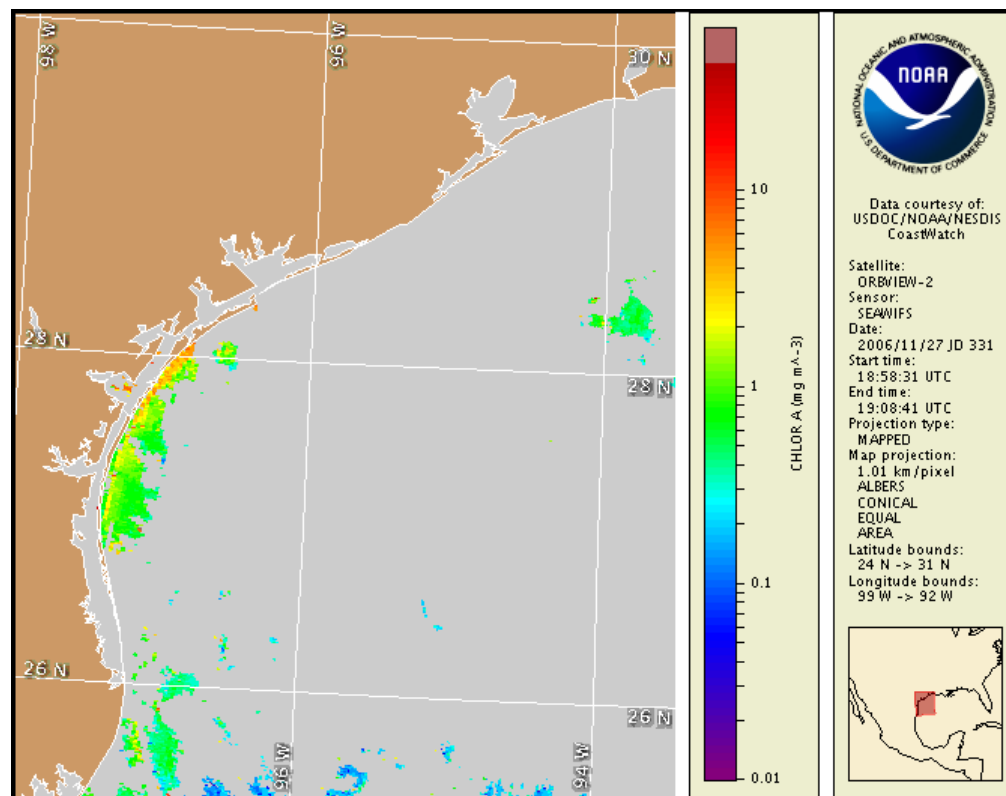 98 W
96 W
30 N
28 N
28 N
26 N
26 N
96 W
94 W
10
1
0.1
0.01
CHLOR A (mg m^-3)
NATIONAL OCEANIC AND ATMOSPHERIC ADMINISTRATION
NOAA
U.S. DEPARTMENT OF COMMERCE
Data courtesy of:
USDOC/NOAA/NESDIS
CoastWatch
Satellite:
ORBVIEW-2
Sensor:
SEAWIFS
Date:
2006/11/27 JD 331
Start time:
18:58:31 UTC
End time:
19:08:41 UTC
Projection type:
MAPPED
Map projection:
1.01 km/pixel
ALBERS
CONICAL
EQUAL
AREA
Latitude bounds:
24 N -> 31 N
Longitude bounds:
99 W -> 92 W